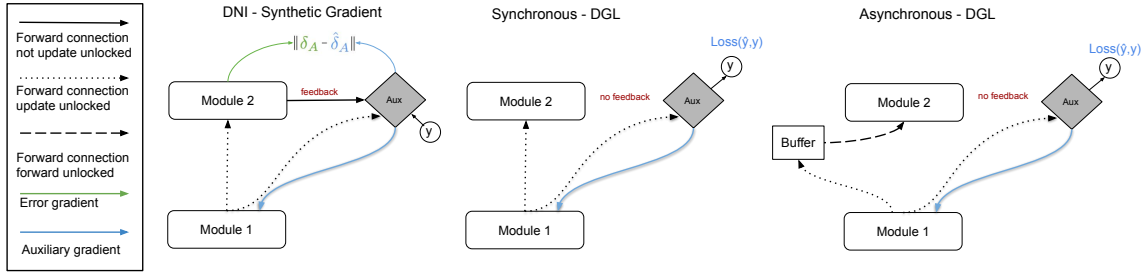 Forward connection
not update unlocked
Forward connection
update unlocked
Forward connection
forward unlocked
Error gradient
Auxiliary gradient
DNI - Synthetic Gradient
‖δ_A - δ̂_A‖
Module 2
feedback
Aux
y
Module 1
Synchronous - DGL
Loss(ŷ,y)
y
Module 2
no feedback
Aux
Module 1
Asynchronous - DGL
Loss(ŷ,y)
y
Module 2
no feedback
Aux
Buffer
Module 1